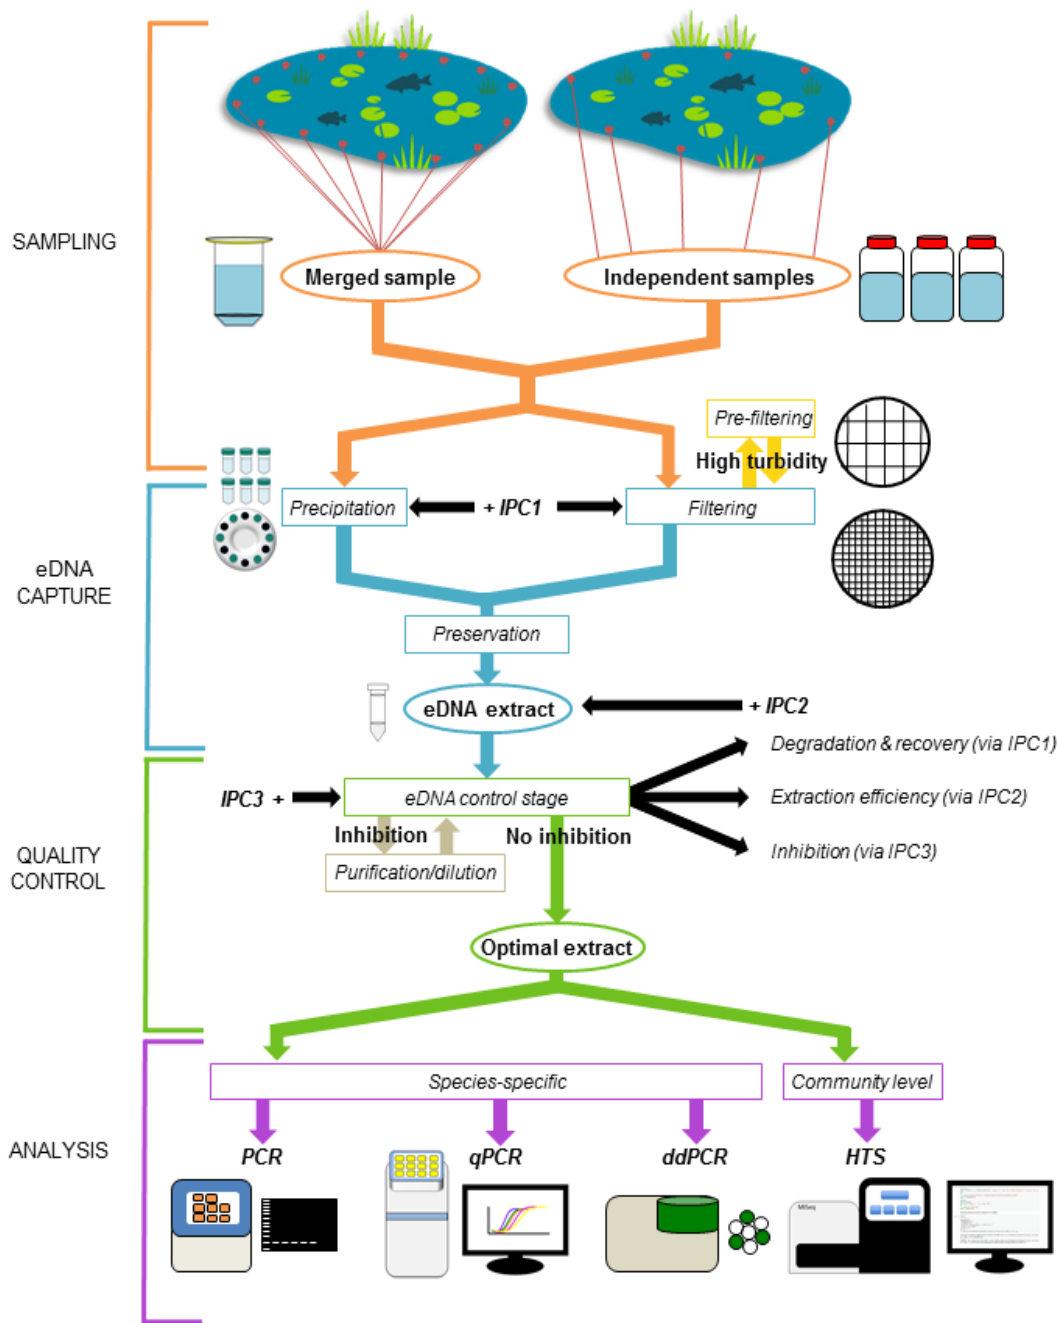 SAMPLING
Merged sample
Independent samples
Pre-filtering
High turbidity
Precipitation
+ IPC1
Filtering
eDNA
CAPTURE
Preservation
eDNA extract
+ IPC2
Degradation & recovery (via IPC1)
IPC3 +
eDNA control stage
Extraction efficiency (via IPC2)
Inhibition
No inhibition
Inhibition (via IPC3)
QUALITY
CONTROL
Purification/dilution
Optimal extract
Species-specific
Community level
ANALYSIS
PCR
qPCR
ddPCR
HTS
MiSeq